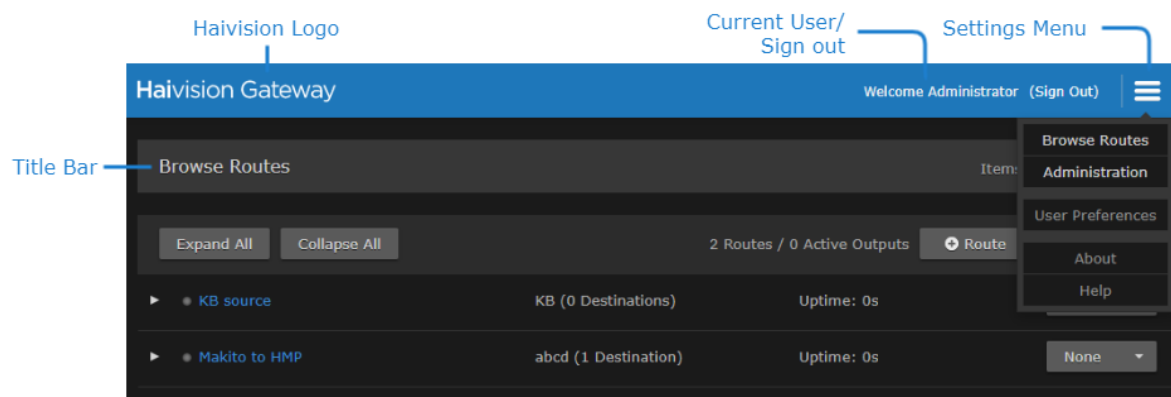 Haivision Logo
Current User/
Sign out
Settings Menu
Haivision Gateway
Welcome Administrator (Sign Out)
Title Bar
Browse Routes
Items
Browse Routes
Administration
User Preferences
About
Help
Expand All
Collapse All
2 Routes / 0 Active Outputs
Route
KB source
KB (0 Destinations)
Uptime: 0s
Makito to HMP
abcd (1 Destination)
Uptime: 0s
None